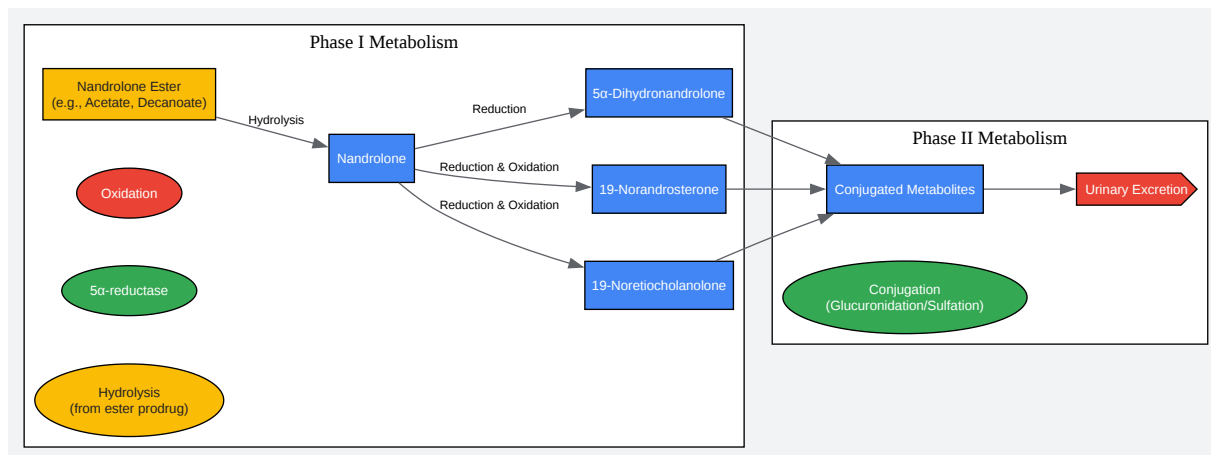 Phase I Metabolism
Nandrolone Ester
(e.g., Acetate, Decanoate)
Hydrolysis
Nandrolone
Reduction
Reduction & Oxidation
Reduction & Oxidation
5α-Dihydronandrolone
19-Norandrosterone
19-Noretiocholanolone
Oxidation
5α-reductase
Hydrolysis
(from ester prodrug)
Phase II Metabolism
Conjugated Metabolites
Urinary Excretion
Conjugation
(Glucuronidation/Sulfation)